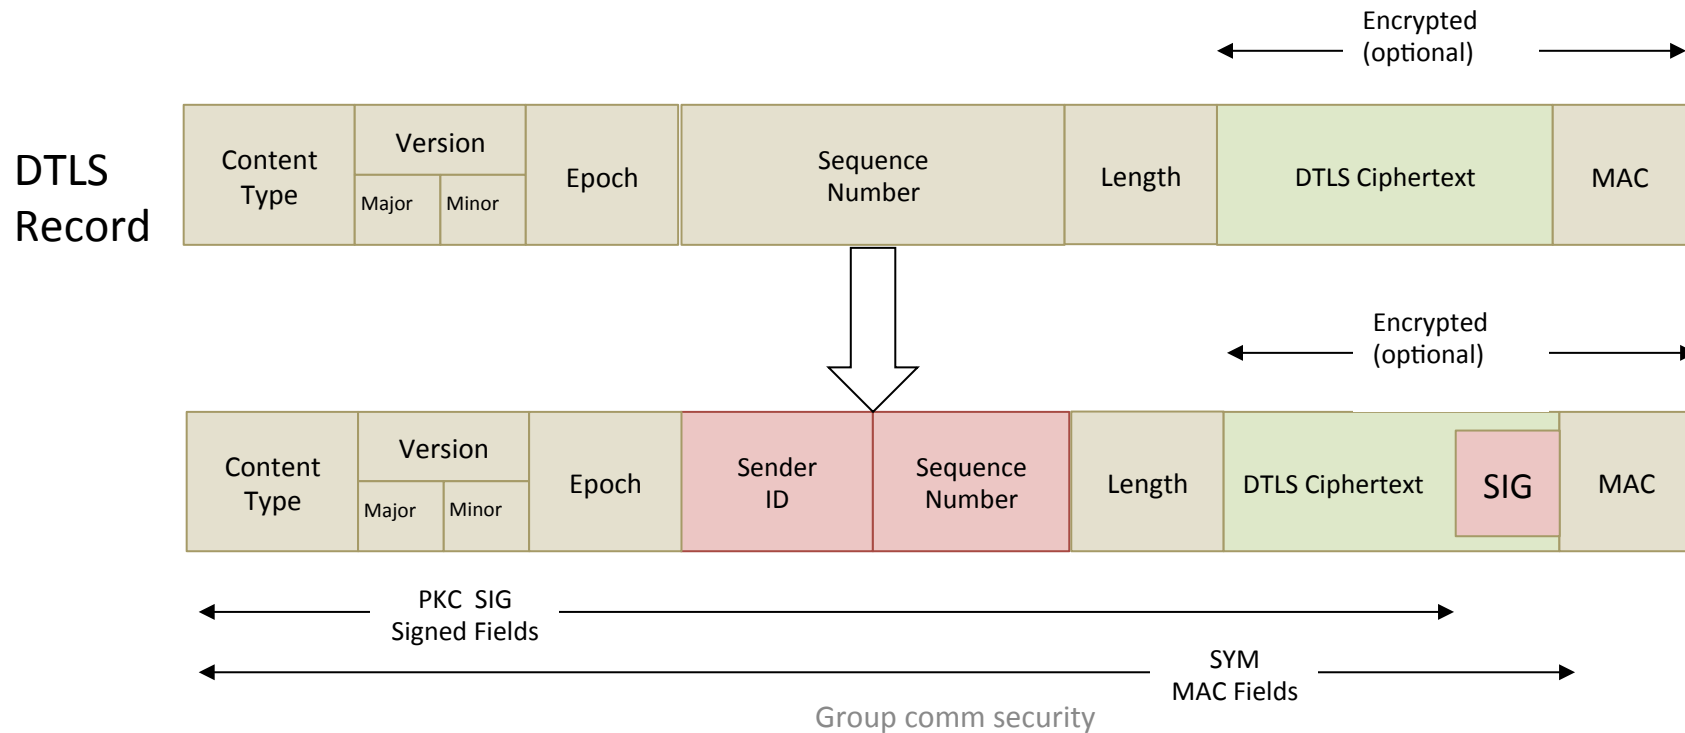 Encrypted
(optional)
DTLS
Record
Content
Type
Version
Major
Minor
Epoch
Sequence
Number
Length
DTLS Ciphertext
MAC
Encrypted
(optional)
Content
Type
Version
Major
Minor
Epoch
Sender
ID
Sequence
Number
Length
DTLS Ciphertext
SIG
MAC
PKC SIG
Signed Fields
SYM
MAC Fields
Group comm security